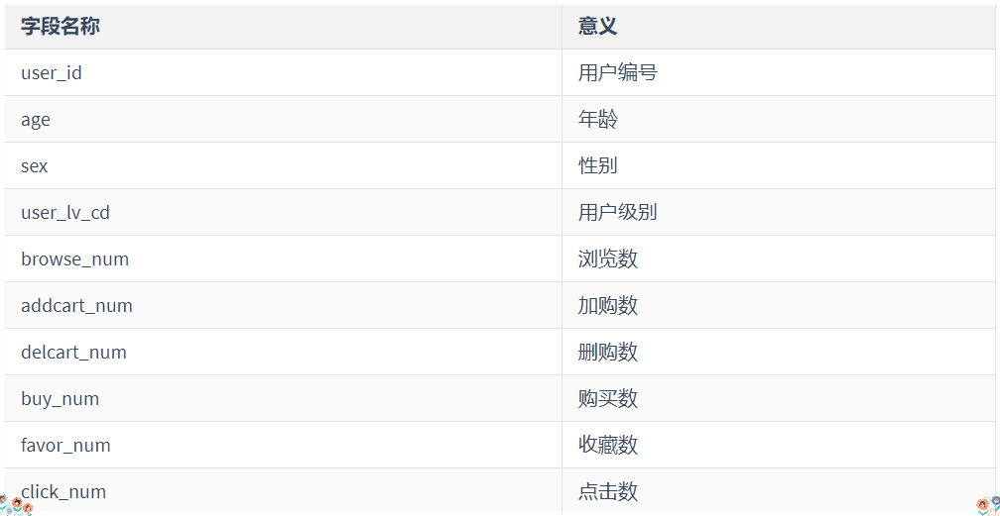 字段名称 意义
user_id 用户编号
age 年龄
sex 性别
user_lv_cd 用户级别
browse_num 浏览数
addcart_num 加购数
delcart_num 删购数
buy_num 购买数
favor_num 收藏数
click_num 点击数